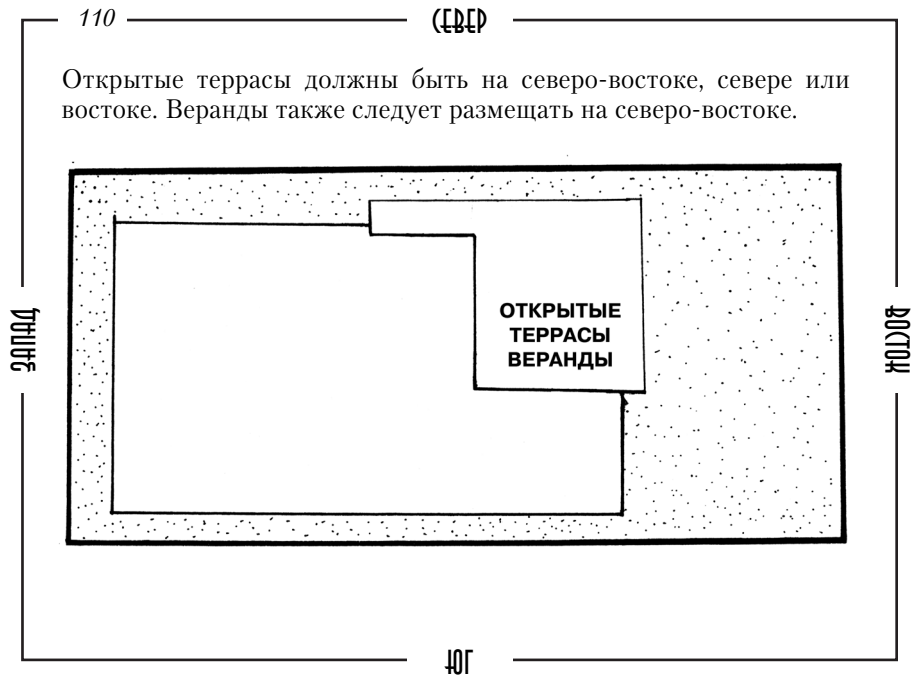 110
СЕВЕР
Открытые террасы должны быть на северо-востоке, севере или
востоке. Веранды также следует размещать на северо-востоке.
ЗАПАД
ОТКРЫТЫЕ
ТЕРРАСЫ
ВЕРАНДЫ
ВОСТОК
ЮГ